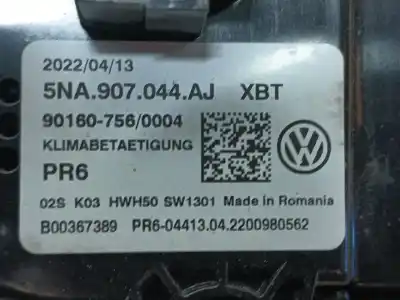 2022/04/13
5NA.907.044.AJ XBT
90160-756/0004
KLIMABETAETIGUNG
PR6
02S K03 HWH50 SW1301 Made in Romania
B00367389 PR6-04413.04.2200980562